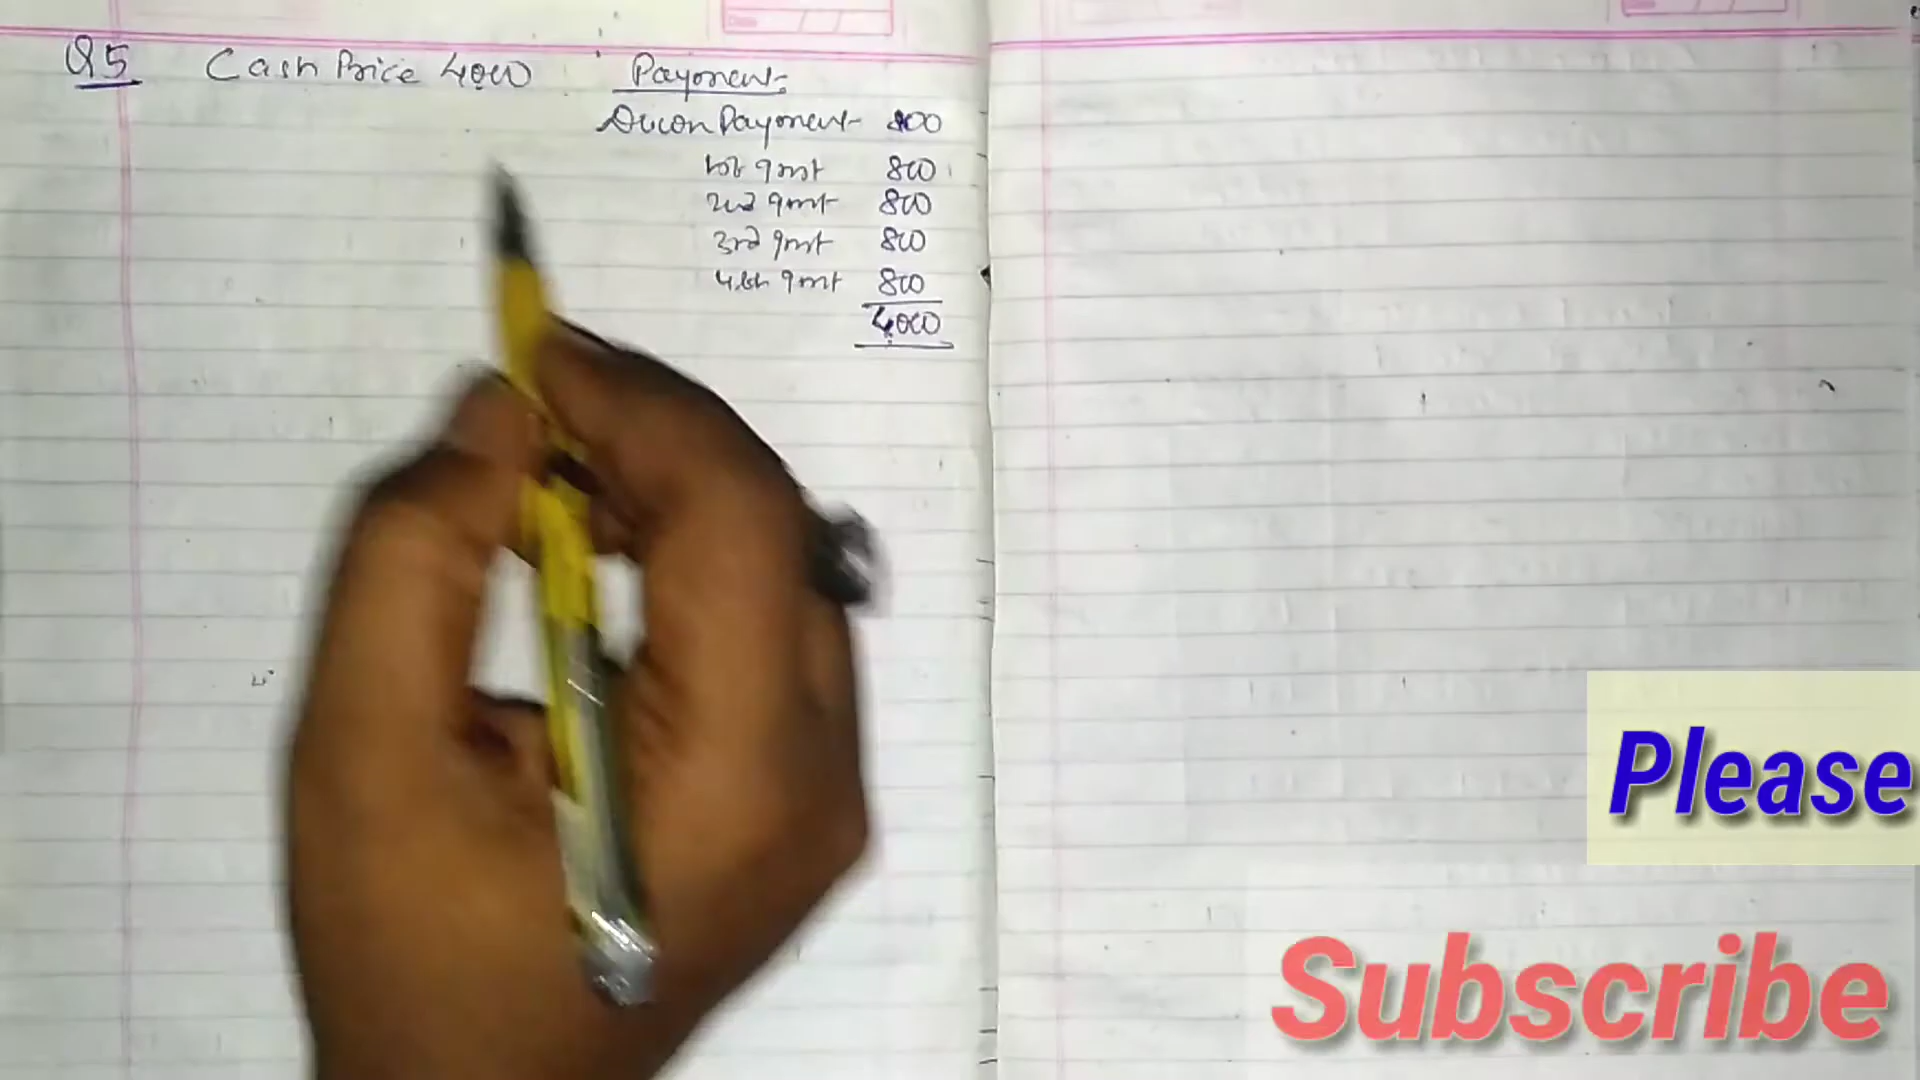 Q5 Cash Price 4000 Payment:
Down Payment 800
1st Inst 800
2nd Inst 800
3rd Inst 800
4th Inst 800
4000
Please
Subscribe